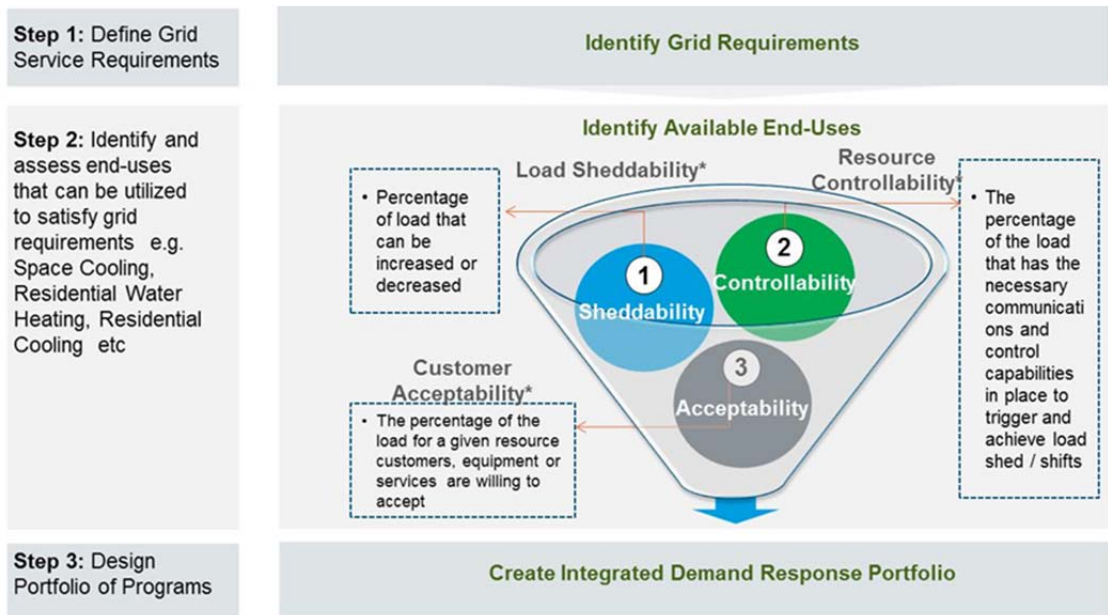 Step 1: Define Grid
Service Requirements
Identify Grid Requirements
Step 2: Identify and
assess end-uses
that can be utilized
to satisfy grid
requirements e.g.
Space Cooling,
Residential Water
Heating, Residential
Cooling etc
Identify Available End-Uses
Load Sheddability*
Resource
Controllability*
• Percentage
of load that
can be
increased or
decreased
• The
percentage
of the load
that has the
necessary
communicati
ons and
control
capabilities
in place to
trigger and
achieve load
shed / shifts
1
Sheddability
2
Controllability
3
Acceptability
Customer
Acceptability*
• The percentage of the
load for a given resource
customers, equipment or
services are willing to
accept
Step 3: Design
Portfolio of Programs
Create Integrated Demand Response Portfolio